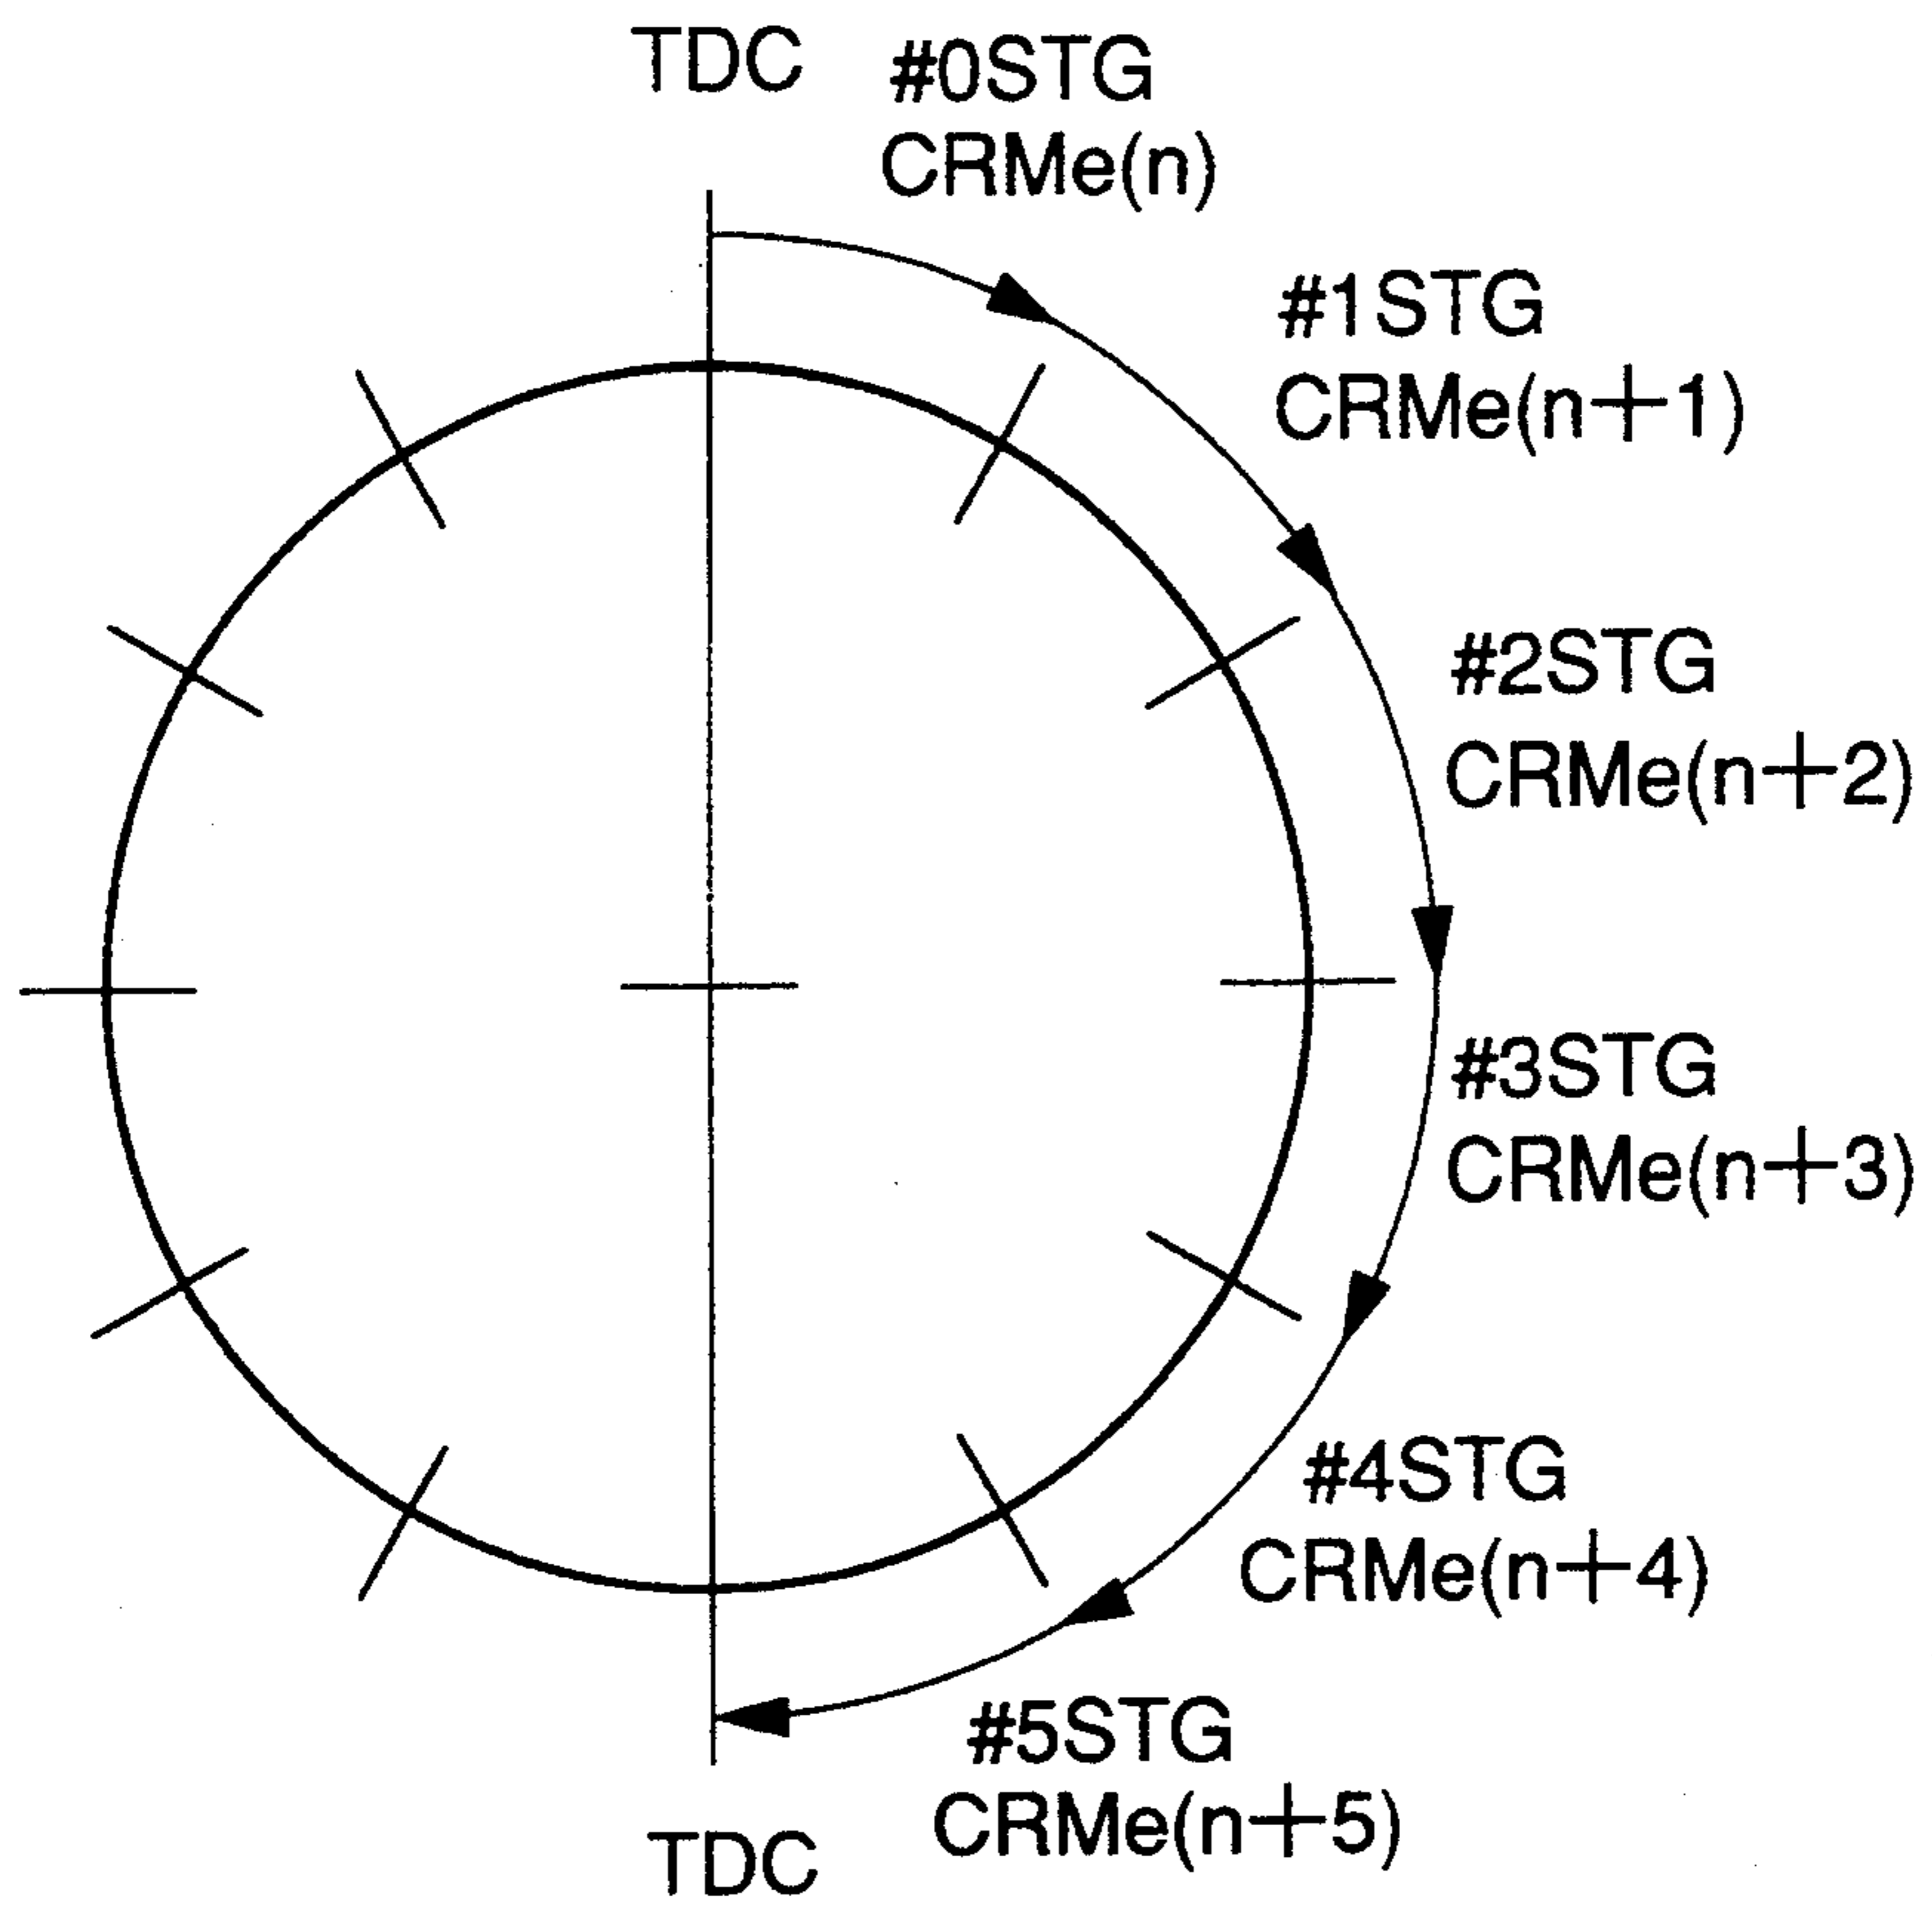 TDC
#0STG
CRMe(n)
#1STG
CRMe(n+1)
#2STG
CRMe(n+2)
#3STG
CRMe(n+3)
#4STG
CRMe(n+4)
#5STG
CRMe(n+5)
TDC